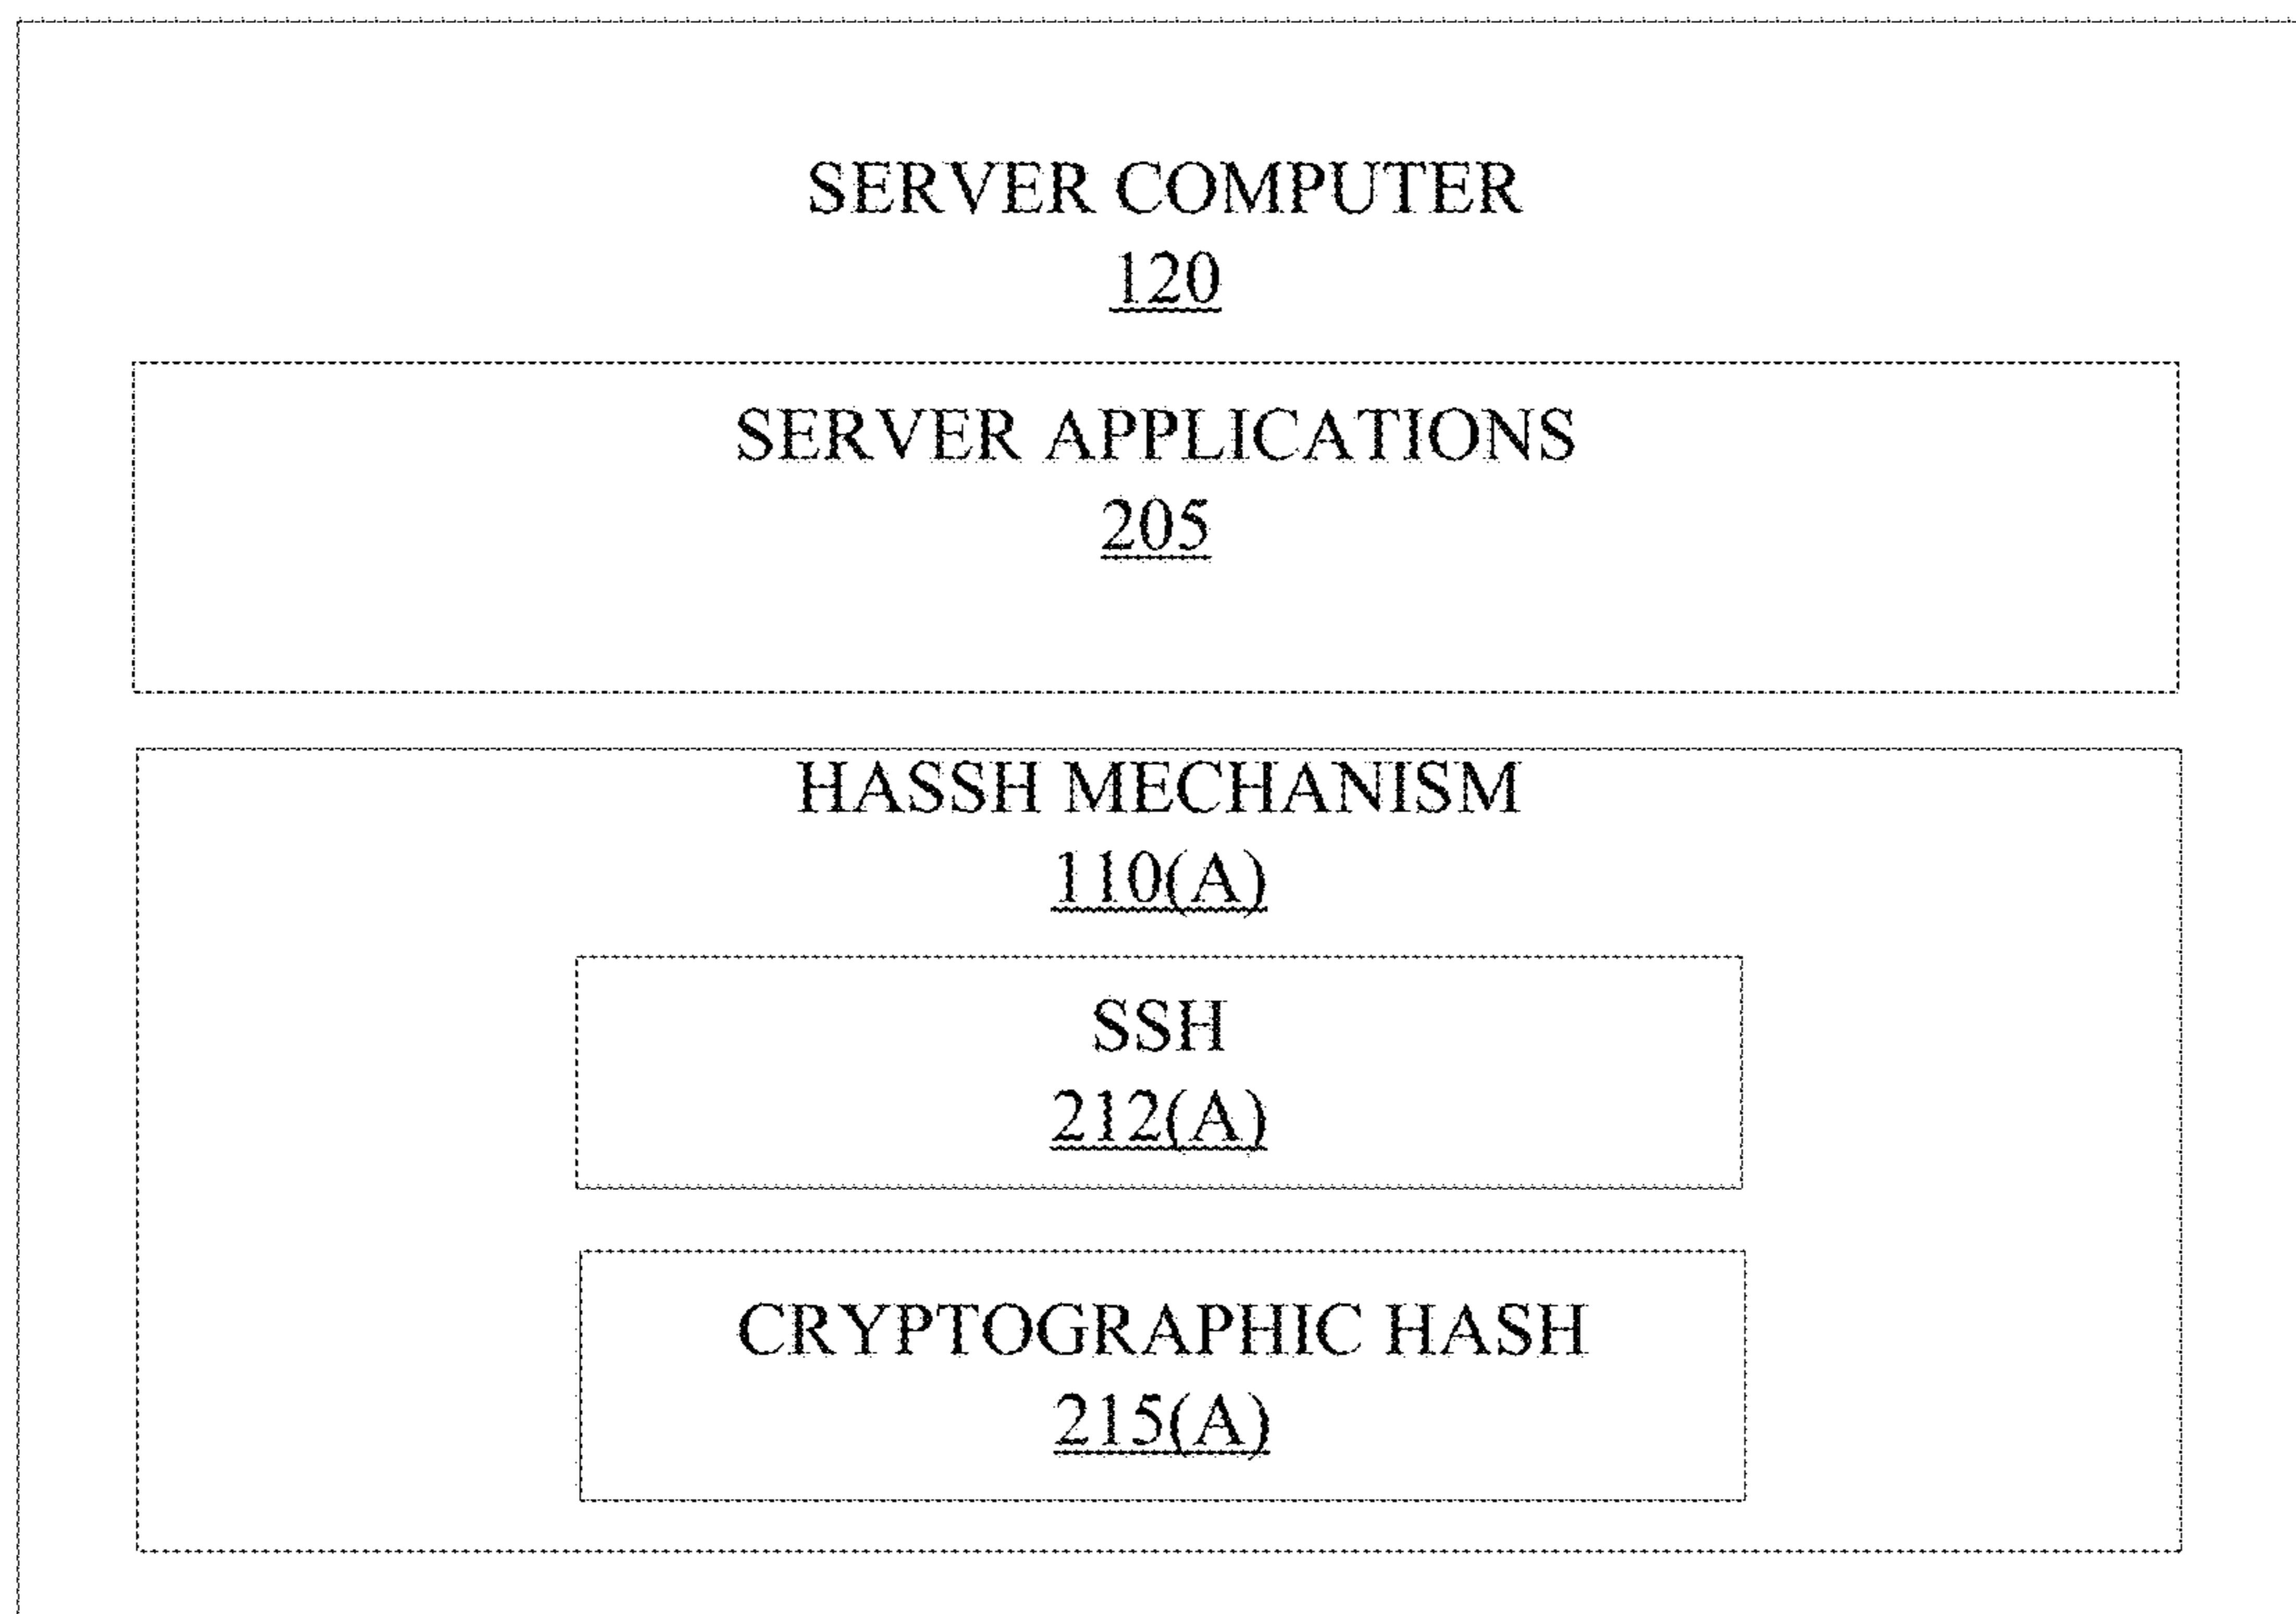 SERVER COMPUTER
120
SERVER APPLICATIONS
205
HASSH MECHANISM
110(A)
SSH
212(A)
CRYPTOGRAPHIC HASH
215(A)